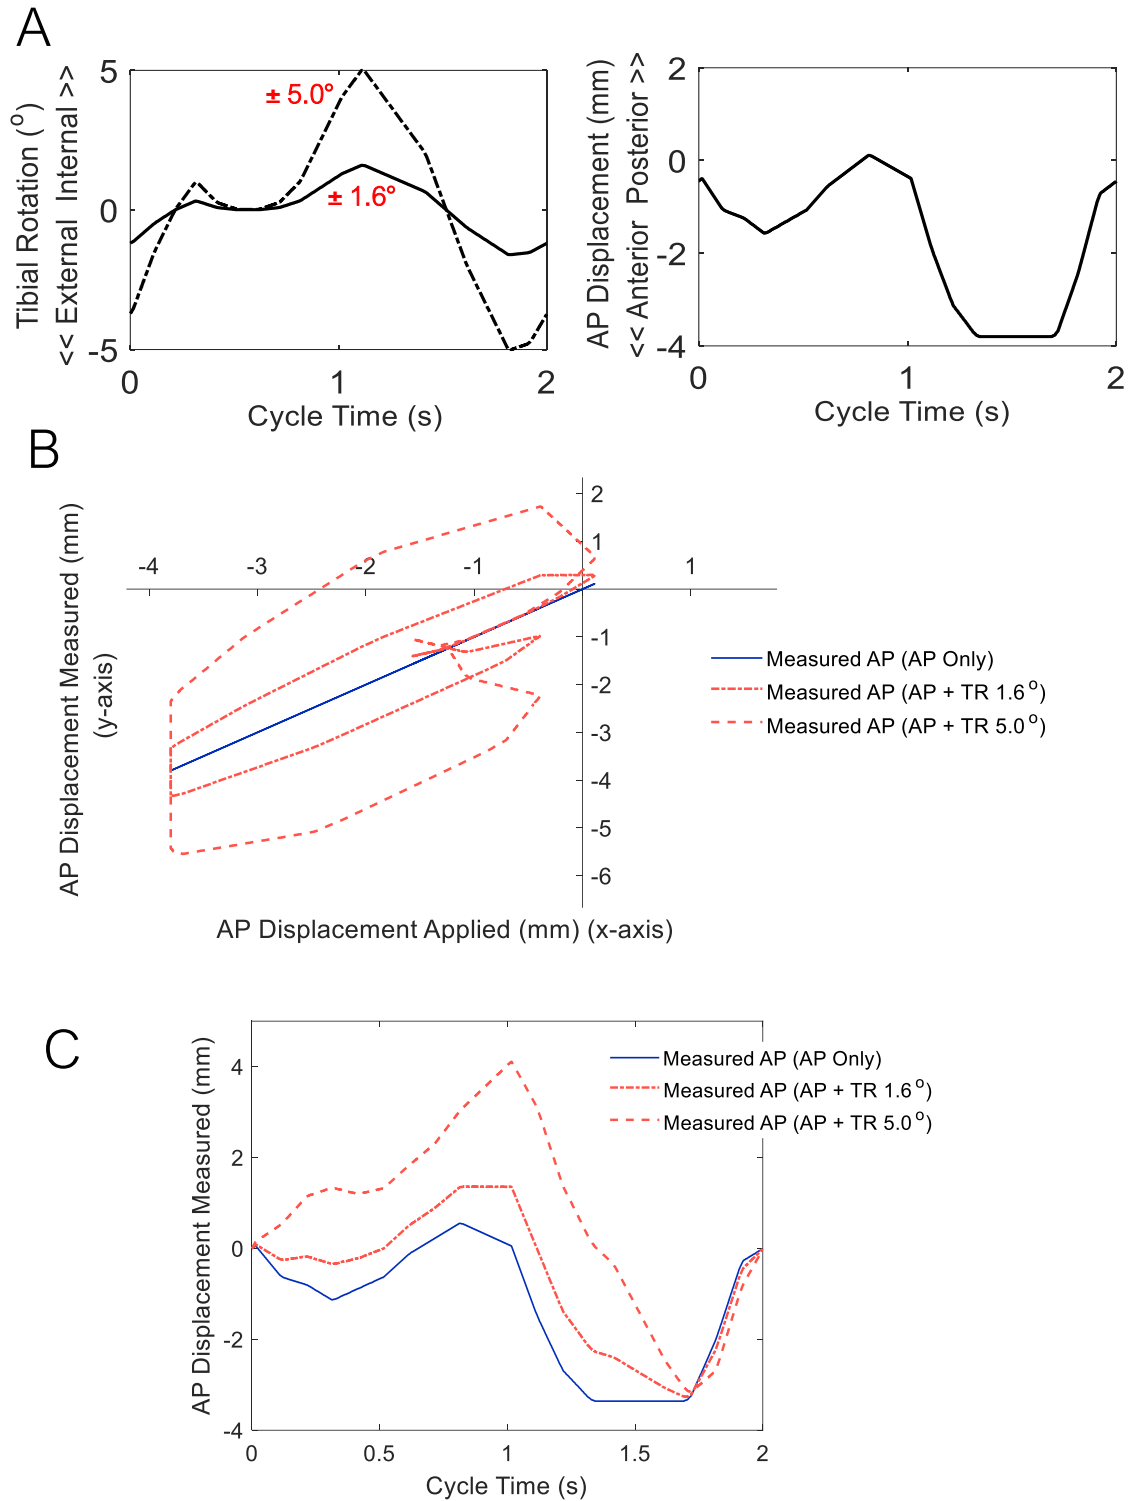 A
Tibial Rotation (o)
<< External Internal >>
5
0
-5
± 5.0°
± 1.6°
0
1
2
Cycle Time (s)
AP Displacement (mm)
<< Anterior Posterior >>
2
0
-2
-4
0
1
2
Cycle Time (s)
B
AP Displacement Measured (mm)
(y-axis)
2
1
-4
-3
-2
-1
1
-1
-2
-3
-4
-5
-6
AP Displacement Applied (mm) (x-axis)
Measured AP (AP Only)
Measured AP (AP + TR 1.6o)
Measured AP (AP + TR 5.0o)
C
AP Displacement Measured (mm)
4
2
0
-2
-4
0
0.5
1
1.5
2
Cycle Time (s)
Measured AP (AP Only)
Measured AP (AP + TR 1.6o)
Measured AP (AP + TR 5.0o)